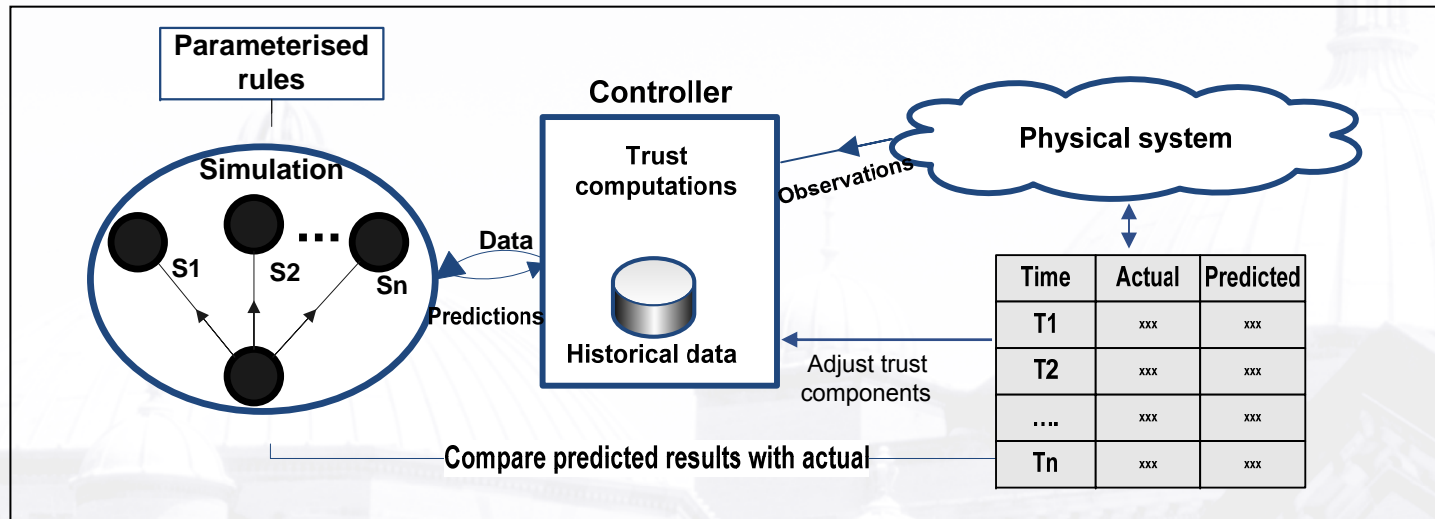 Parameterised
rules
Simulation
S1
S2
...
Sn
Data
Predictions
Controller
Trust
computations
Historical data
Observations
Physical system
Adjust trust
components
Time Actual Predicted
T1 xxx xxx
T2 xxx xxx
.... xxx xxx
Tn xxx xxx
Compare predicted results with actual